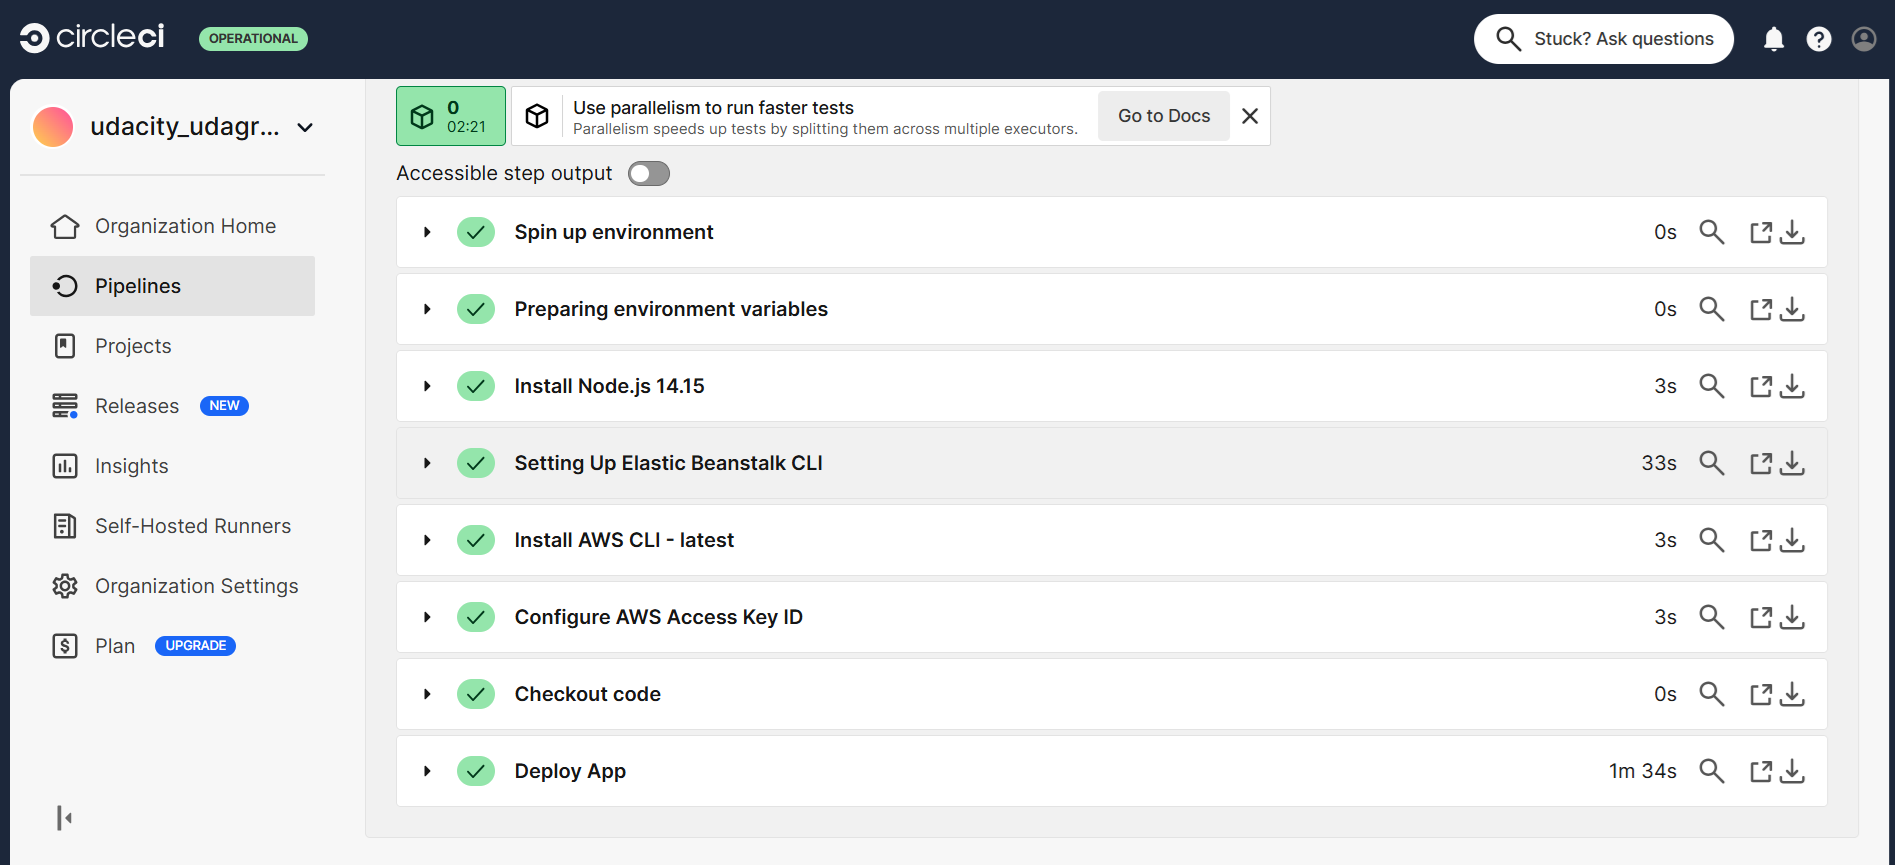 circleci
OPERATIONAL
Stuck? Ask questions
udacity_udagr...
Organization Home
Pipelines
Projects
Releases NEW
Insights
Self-Hosted Runners
Organization Settings
Plan UPGRADE
0
02:21
Use parallelism to run faster tests
Parallelism speeds up tests by splitting them across multiple executors.
Go to Docs
Accessible step output
Spin up environment 0s
Preparing environment variables 0s
Install Node.js 14.15 3s
Setting Up Elastic Beanstalk CLI 33s
Install AWS CLI - latest 3s
Configure AWS Access Key ID 3s
Checkout code 0s
Deploy App 1m 34s